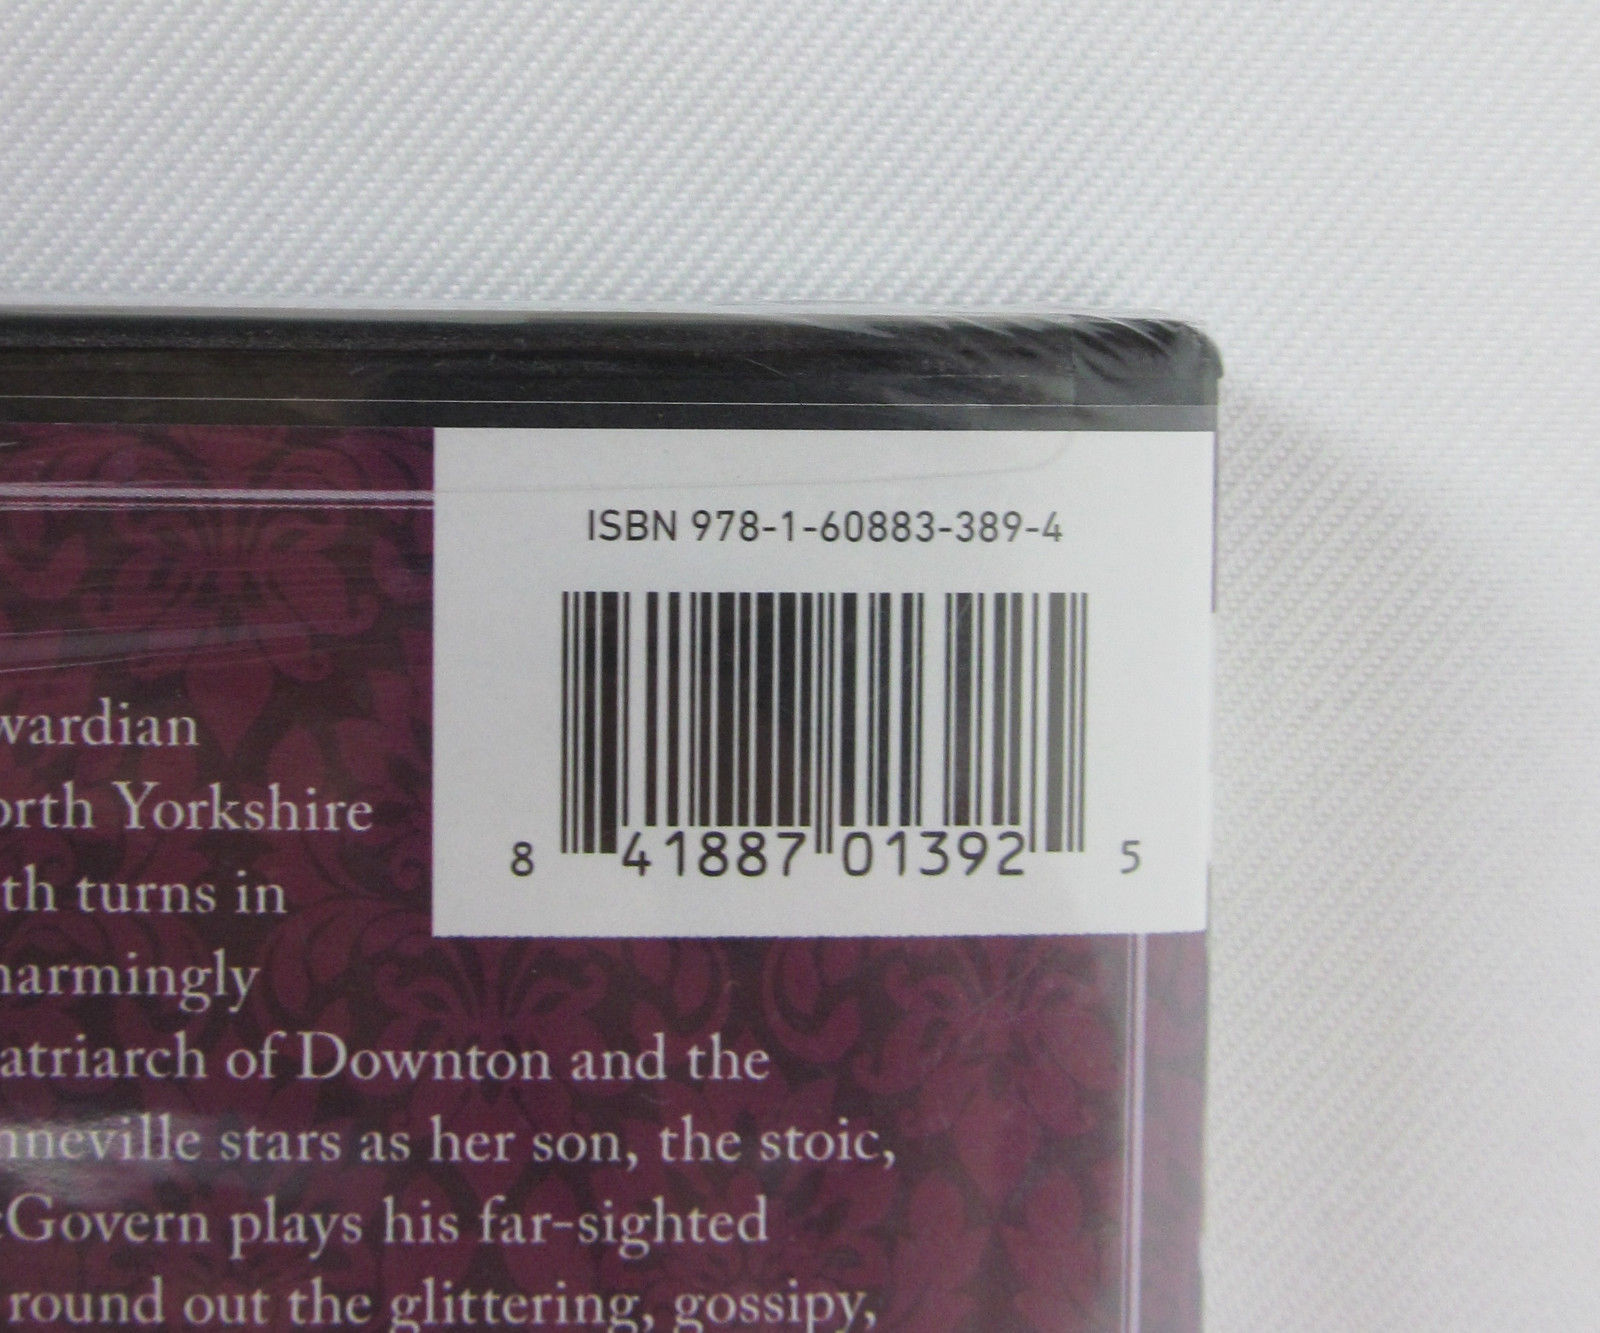 ISBN 978-1-60883-389-4
8 41887 01392 5
wardian
orth Yorkshire
th turns in
harmingly
atriarch of Downton and the
nneville stars as her son, the stoic,
cGovern plays his far-sighted
round out the glittering, gossipy,